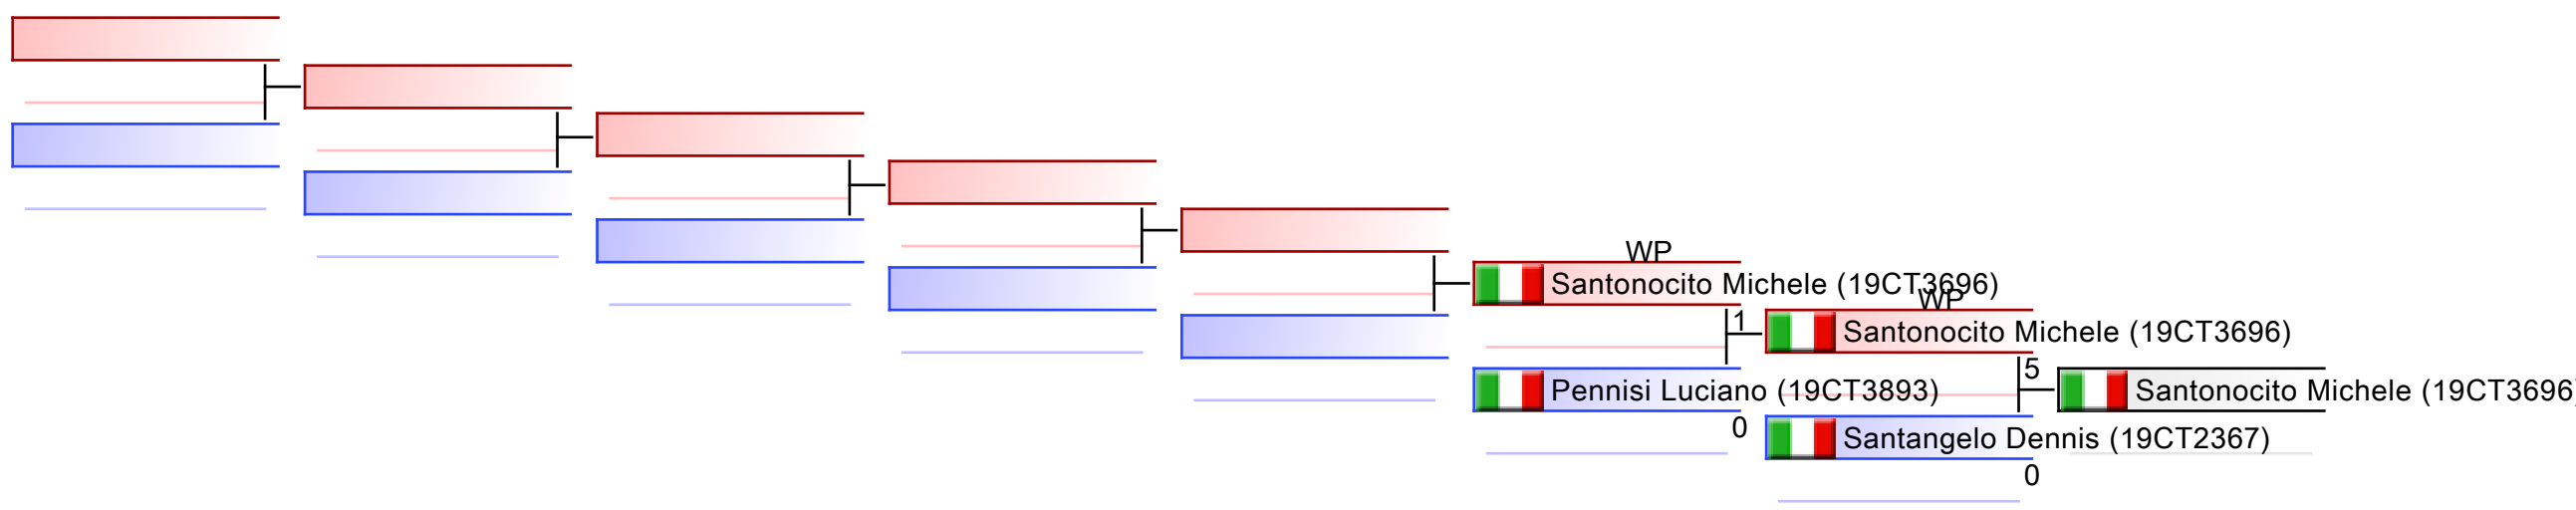 WP
Santonocito Michele (19CT3696)
WP
1
Santonocito Michele (19CT3696)
5
Pennisi Luciano (19CT3893)
Santonocito Michele (19CT3696
0
Santangelo Dennis (19CT2367)
0